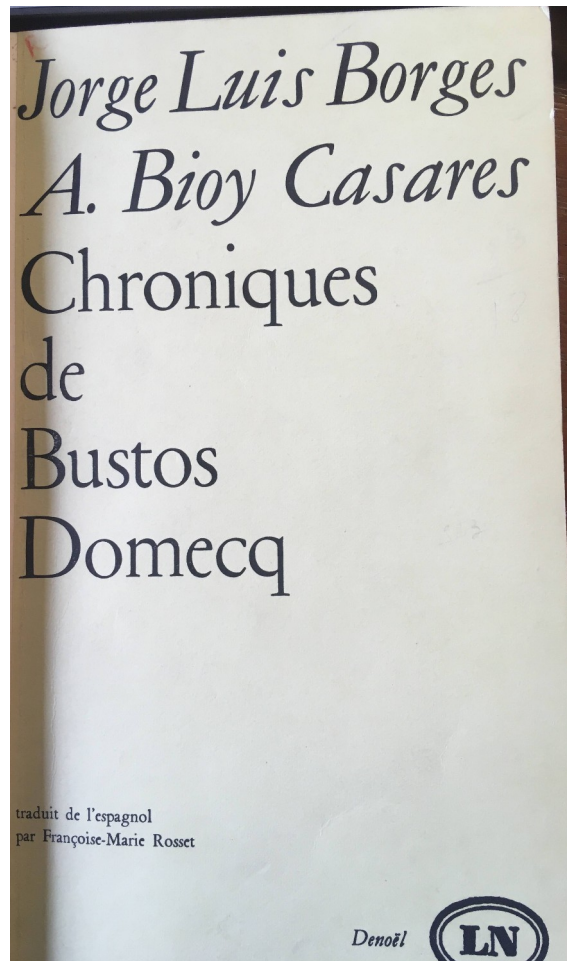 Jorge Luis Borges
A. Bioy Casares
Chroniques
de
Bustos
Domecq
traduit de l'espagnol
par Françoise-Marie Rosset
Denoël
LN